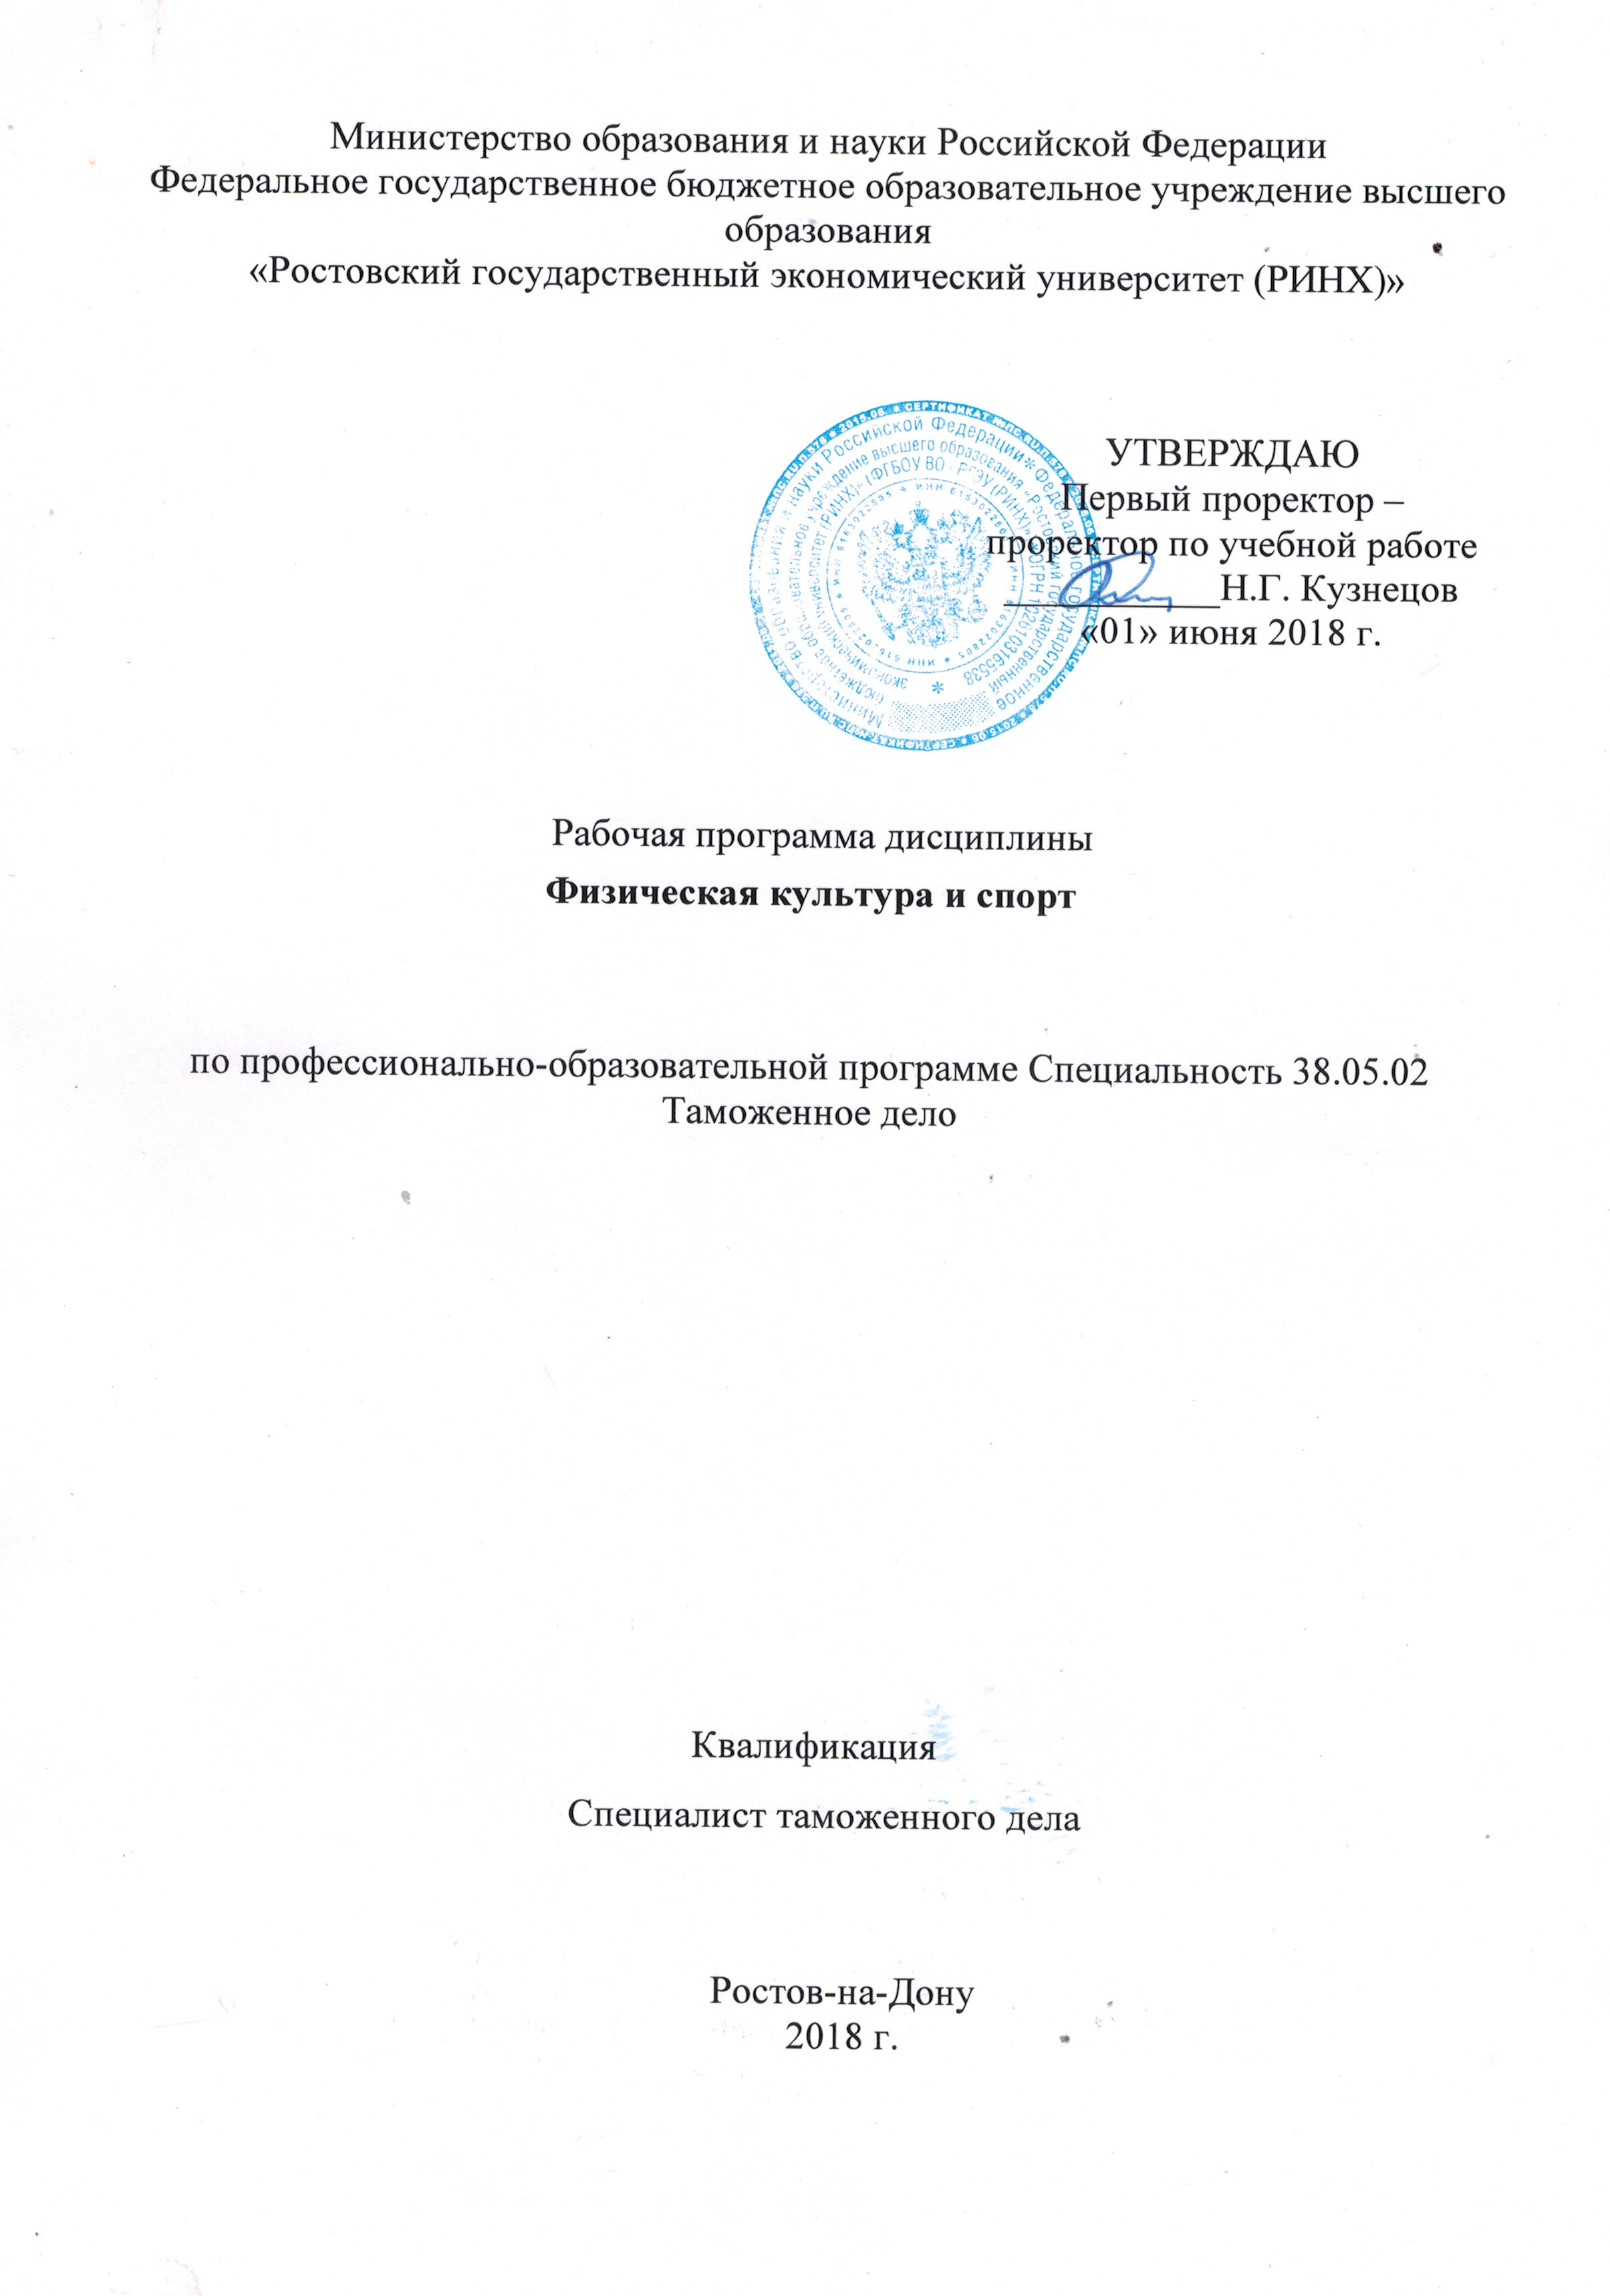 Министерство образования и науки Российской Федерации
Федеральное государственное бюджетное образовательное учреждение высшего
образования
«Ростовский государственный экономический университет (РИНХ)»
УТВЕРЖДАЮ
Первый проректор –
проректор по учебной работе
Н.Г. Кузнецов
«01» июня 2018 г.
Рабочая программа дисциплины
Физическая культура и спорт
по профессионально-образовательной программе Специальность 38.05.02
Таможенное дело
Квалификация
Специалист таможенного дела
Ростов-на-Дону
2018 г.